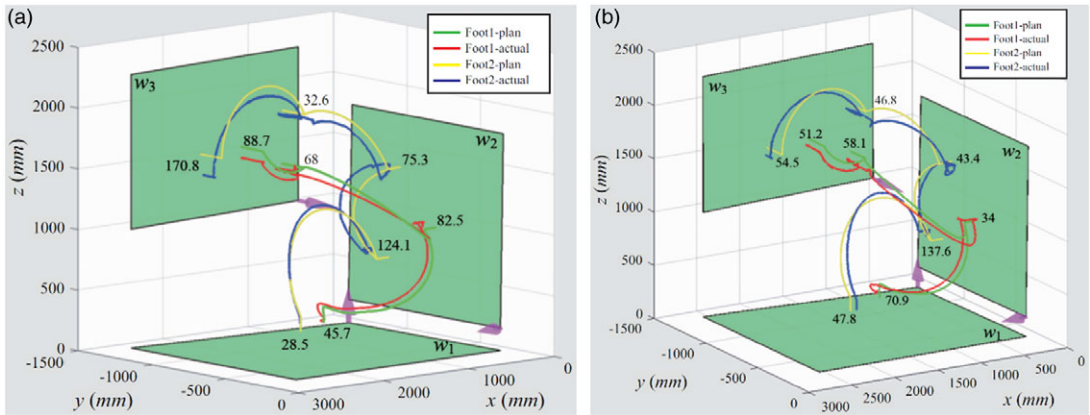 (a)
Foot1-plan
Foot1-actual
Foot2-plan
Foot2-actual
2500
2000
1500
1000
500
0
z (mm)
w3
w2
w1
32.6
88.7
68
170.8
75.3
82.5
124.1
45.7
28.5
-1500
-1000
-500
0
y (mm)
3000
2000
1000
0
x (mm)
(b)
Foot1-plan
Foot1-actual
Foot2-plan
Foot2-actual
2500
2000
1500
1000
500
0
z (mm)
w3
w2
w1
46.8
51.2
58.1
54.5
43.4
34
137.6
70.9
47.8
-1500
-1000
-500
0
y (mm)
3000
2500
2000
1500
1000
500
0
x (mm)